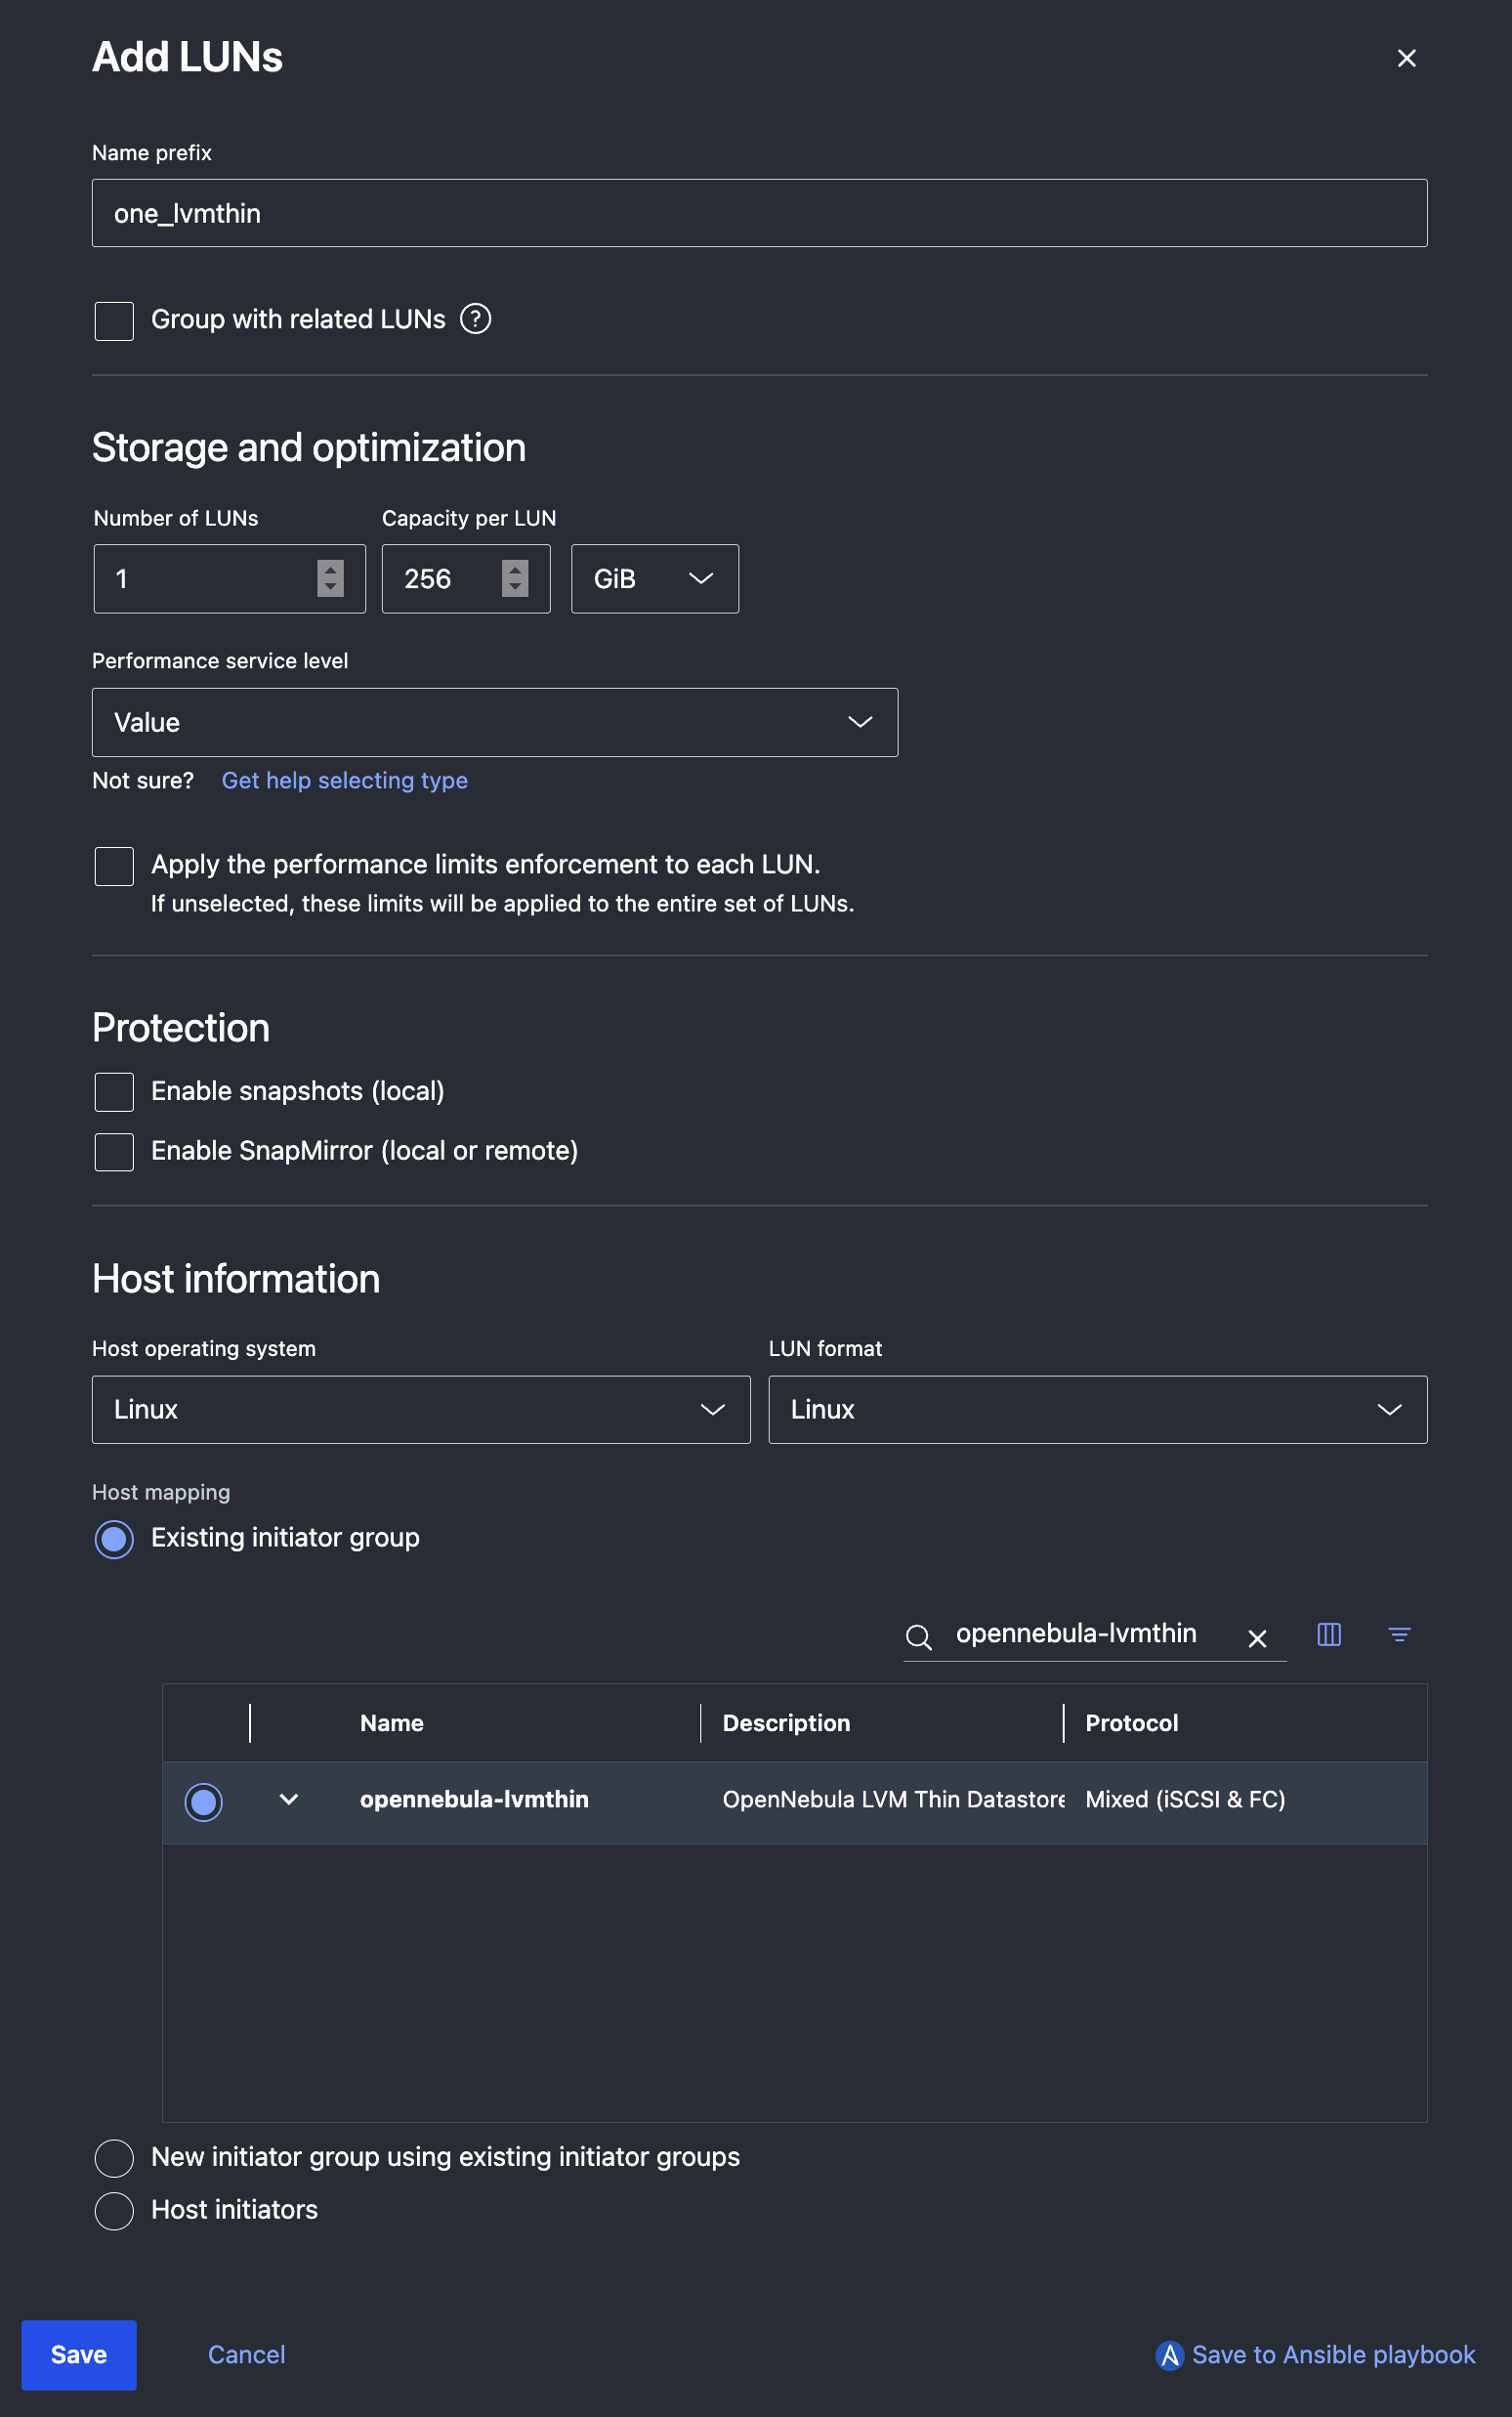 Add LUNs
Name prefix
one_lvmthin
Group with related LUNs ?
Storage and optimization
Number of LUNs Capacity per LUN
1 256 GiB
Performance service level
Value
Not sure? Get help selecting type
Apply the performance limits enforcement to each LUN.
If unselected, these limits will be applied to the entire set of LUNs.
Protection
Enable snapshots (local)
Enable SnapMirror (local or remote)
Host information
Host operating system LUN format
Linux Linux
Host mapping
Existing initiator group
opennebula-lvmthin
Name Description Protocol
opennebula-lvmthin OpenNebula LVM Thin Datastore Mixed (iSCSI & FC)
New initiator group using existing initiator groups
Host initiators
Save Cancel Save to Ansible playbook